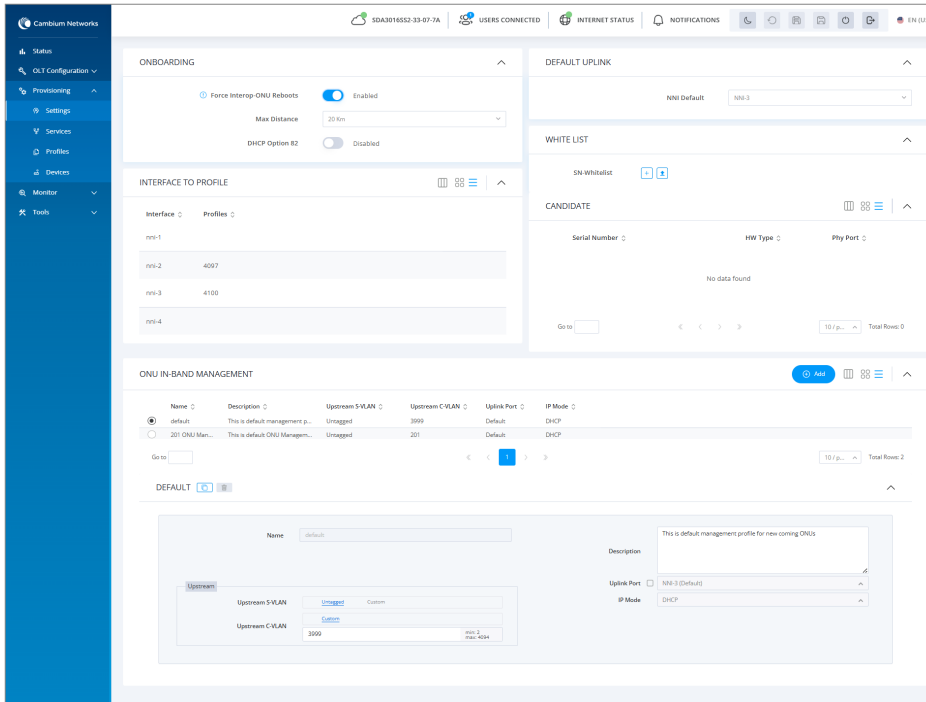 Cambium Networks
SDA3016SS2-33-07-7A
1
USERS CONNECTED
INTERNET STATUS
NOTIFICATIONS
EN (U
Status
OLT Configuration
Provisioning
Settings
Services
Profiles
Devices
Monitor
Tools
ONBOARDING
Force Interop-ONU Reboots Enabled
Max Distance 20 Km
DHCP Option 82 Disabled
DEFAULT UPLINK
NNI Default NNI-3
WHITE LIST
SN-Whitelist
INTERFACE TO PROFILE
Interface Profiles
nni-1
nni-2 4097
nni-3 4100
nni-4
CANDIDATE
Serial Number HW Type Phy Port
No data found
Go to 10 / p... Total Rows: 0
ONU IN-BAND MANAGEMENT
Add
Name Description Upstream S-VLAN Upstream C-VLAN Uplink Port IP Mode
default This is default management p... Untagged 3999 Default DHCP
201 ONU Man... This is default ONU Managem... Untagged 201 Default DHCP
Go to 1 10 / p... Total Rows: 2
DEFAULT
Name default
Description This is default management profile for new coming ONUs
Uplink Port NNI-3 (Default)
IP Mode DHCP
Upstream
Upstream S-VLAN Untagged Custom
Upstream C-VLAN Custom
3999 min: 2
max: 4094